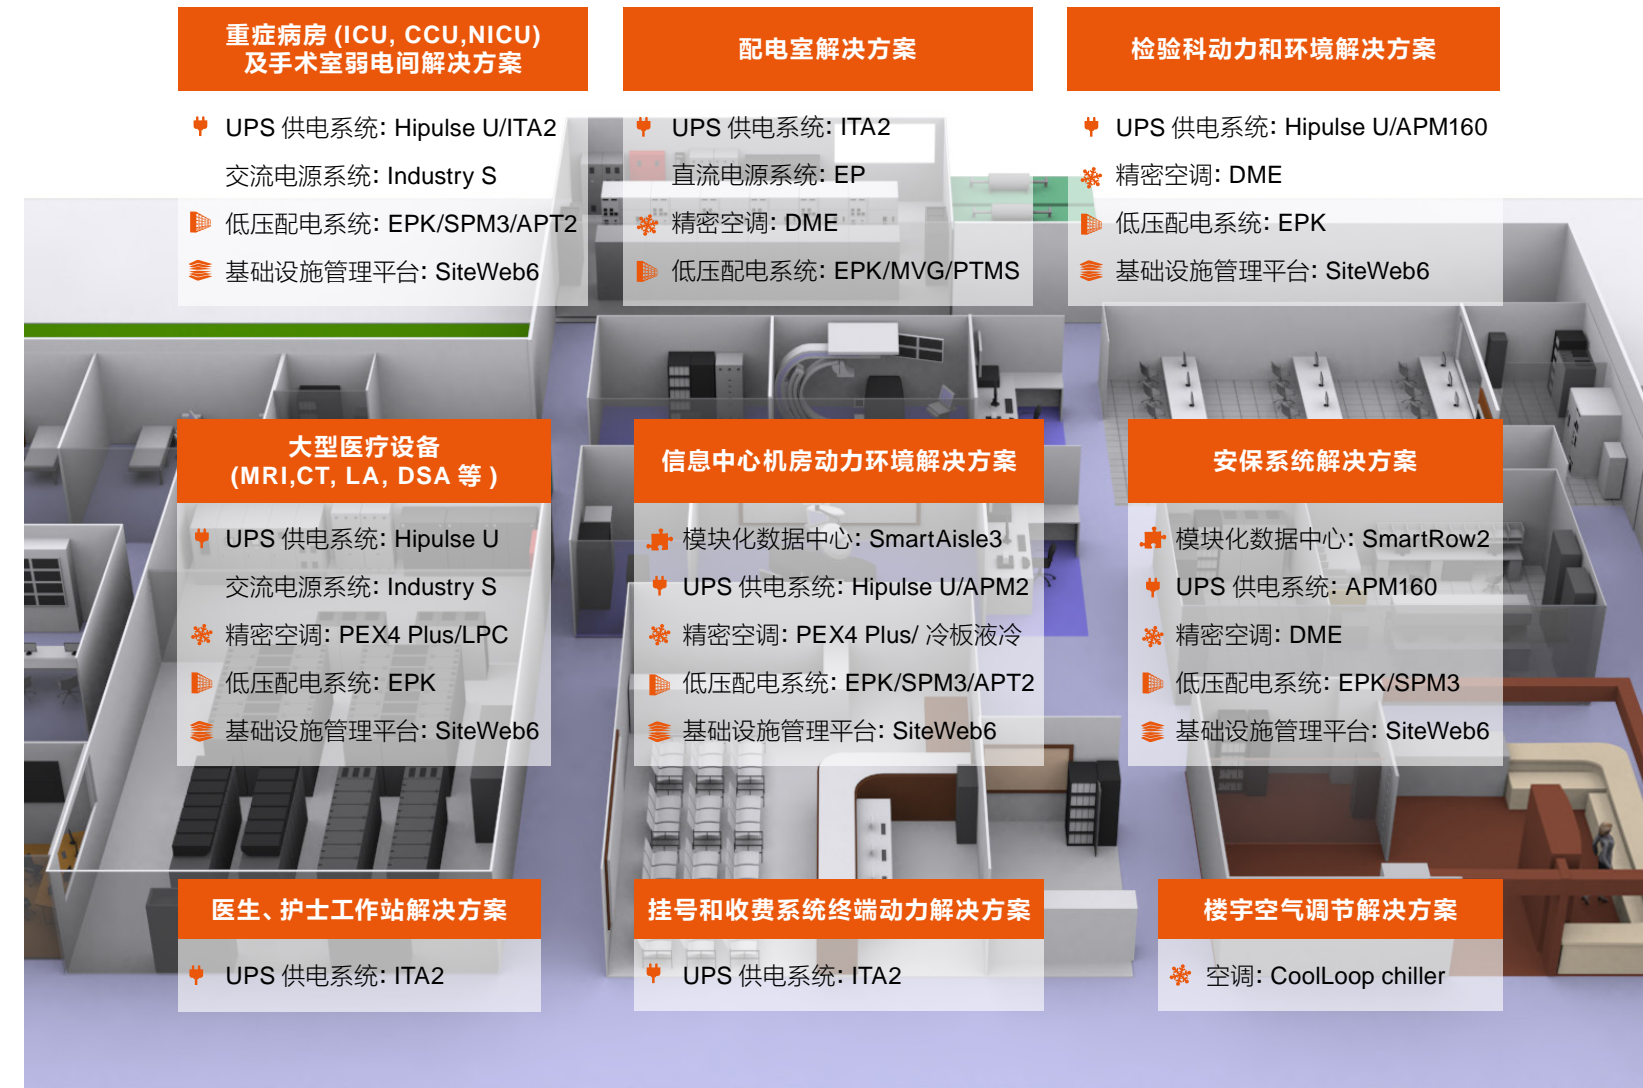 重症病房 (ICU, CCU,NICU)
及手术室弱电间解决方案
UPS 供电系统: Hipulse U/ITA2
交流电源系统: Industry S
低压配电系统: EPK/SPM3/APT2
基础设施管理平台: SiteWeb6
配电室解决方案
UPS 供电系统: ITA2
直流电源系统: EP
精密空调: DME
低压配电系统: EPK/MVG/PTMS
检验科动力和环境解决方案
UPS 供电系统: Hipulse U/APM160
精密空调: DME
低压配电系统: EPK
基础设施管理平台: SiteWeb6
大型医疗设备
(MRI,CT, LA, DSA 等 )
UPS 供电系统: Hipulse U
交流电源系统: Industry S
精密空调: PEX4 Plus/LPC
低压配电系统: EPK
基础设施管理平台: SiteWeb6
信息中心机房动力环境解决方案
模块化数据中心: SmartAisle3
UPS 供电系统: Hipulse U/APM2
精密空调: PEX4 Plus/ 冷板液冷
低压配电系统: EPK/SPM3/APT2
基础设施管理平台: SiteWeb6
安保系统解决方案
模块化数据中心: SmartRow2
UPS 供电系统: APM160
精密空调: DME
低压配电系统: EPK/SPM3
基础设施管理平台: SiteWeb6
医生、护士工作站解决方案
UPS 供电系统: ITA2
挂号和收费系统终端动力解决方案
UPS 供电系统: ITA2
楼宇空气调节解决方案
空调: CoolLoop chiller